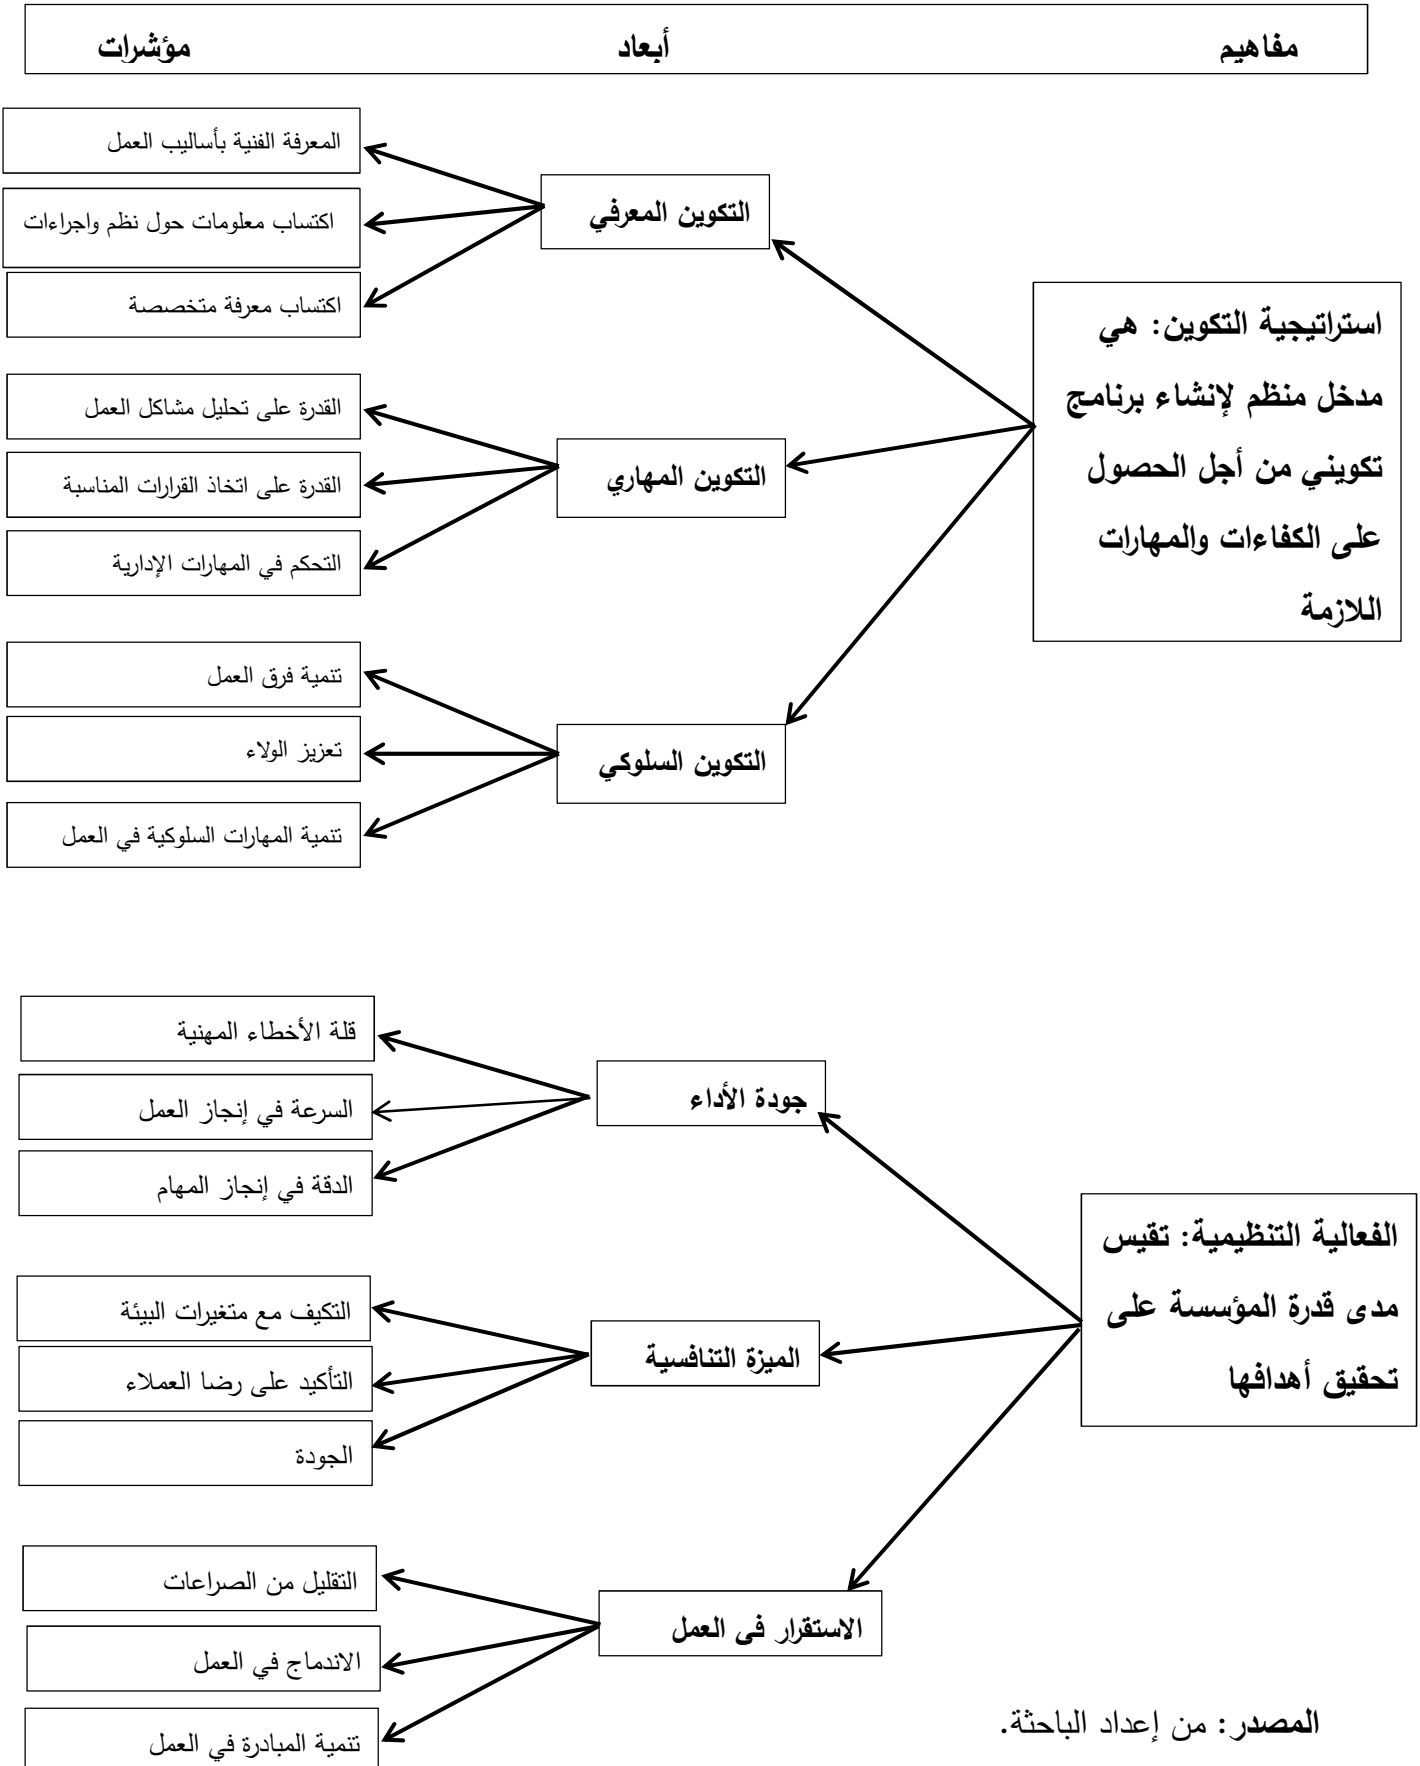 مفاهيم أبعاد مؤشرات
استراتيجية التكوين: هي
مدخل منظم لإنشاء برنامج
تكويني من أجل الحصول
على الكفاءات والمهارات
اللازمة
التكوين المعرفي
المعرفة الفنية بأساليب العمل
اكتساب معلومات حول نظم واجراءات
اكتساب معرفة متخصصة
التكوين المهاري
القدرة على تحليل مشاكل العمل
القدرة على اتخاذ القرارات المناسبة
التحكم في المهارات الإدارية
التكوين السلوكي
تنمية فرق العمل
تعزيز الولاء
تنمية المهارات السلوكية في العمل
الفعالية التنظيمية: تقيس
مدى قدرة المؤسسة على
تحقيق أهدافها
جودة الأداء
قلة الأخطاء المهنية
السرعة في إنجاز العمل
الدقة في إنجاز المهام
الميزة التنافسية
التكيف مع متغيرات البيئة
التأكيد على رضا العملاء
الجودة
الاستقرار في العمل
التقليل من الصراعات
الاندماج في العمل
تنمية المبادرة في العمل
المصدر: من إعداد الباحثة.